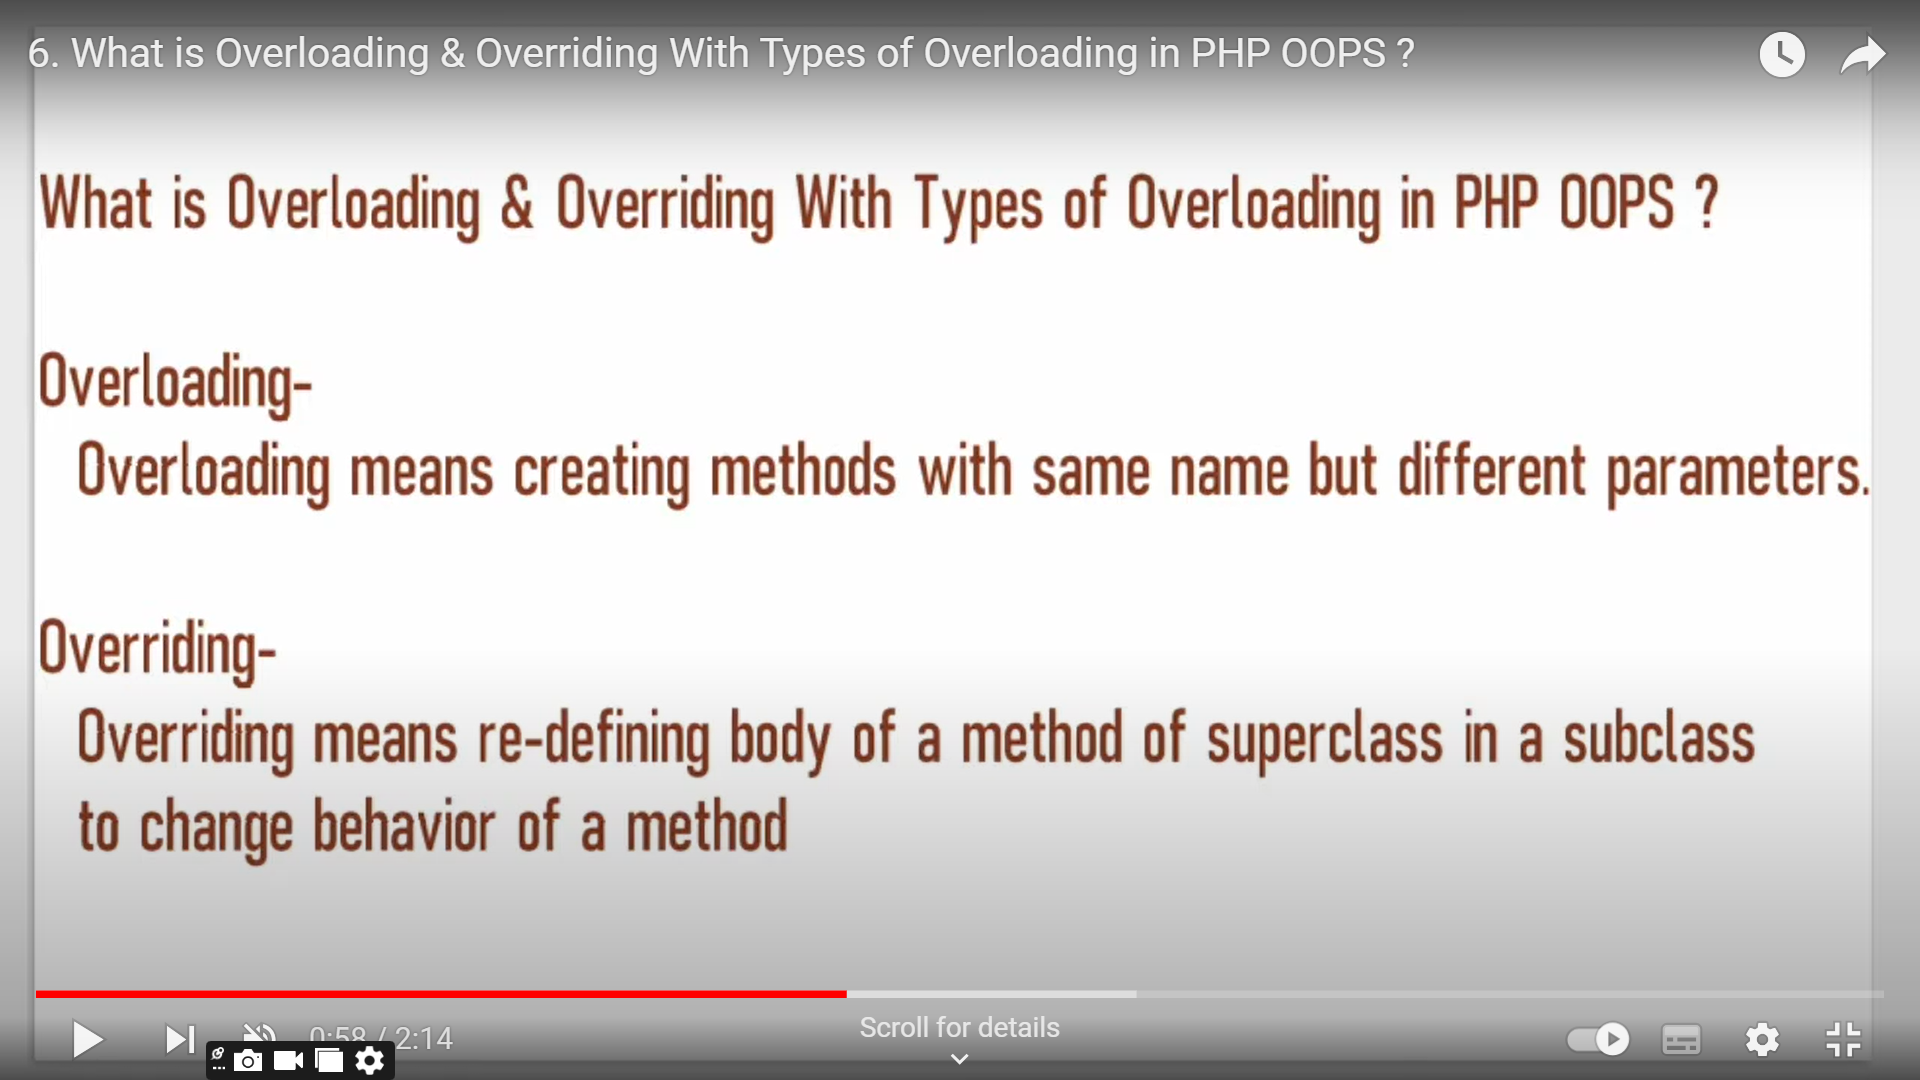 6. What is Overloading & Overriding With Types of Overloading in PHP OOPS ?
What is Overloading & Overriding With Types of Overloading in PHP OOPS ?
Overloading-
Overloading means creating methods with same name but different parameters.
Overriding-
Overriding means re-defining body of a method of superclass in a subclass
to change behavior of a method
Scroll for details
0:58 / 2:14